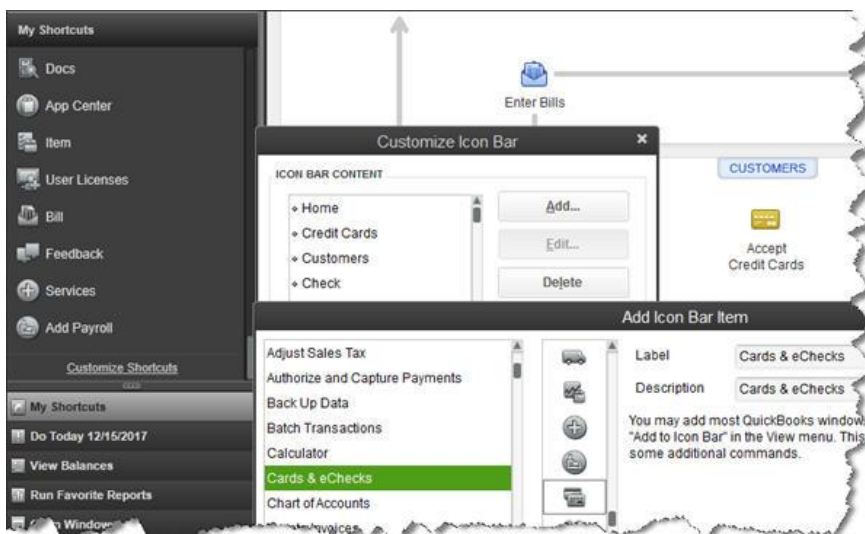 My Shortcuts
Docs
App Center
Item
User Licenses
Bill
Feedback
Services
Add Payroll
Customize Shortcuts
My Shortcuts
Do Today 12/15/2017
View Balances
Run Favorite Reports
Window
Enter Bills
CUSTOMERS
Accept
Credit Cards
Customize Icon Bar
ICON BAR CONTENT
Home
Credit Cards
Customers
Check
Add...
Edit...
Delete
Add Icon Bar Item
Adjust Sales Tax
Authorize and Capture Payments
Back Up Data
Batch Transactions
Calculator
Cards & eChecks
Chart of Accounts
Label Cards & eChecks
Description Cards & eChecks
You may add most QuickBooks window
"Add to Icon Bar" in the View menu. This
some additional commands.